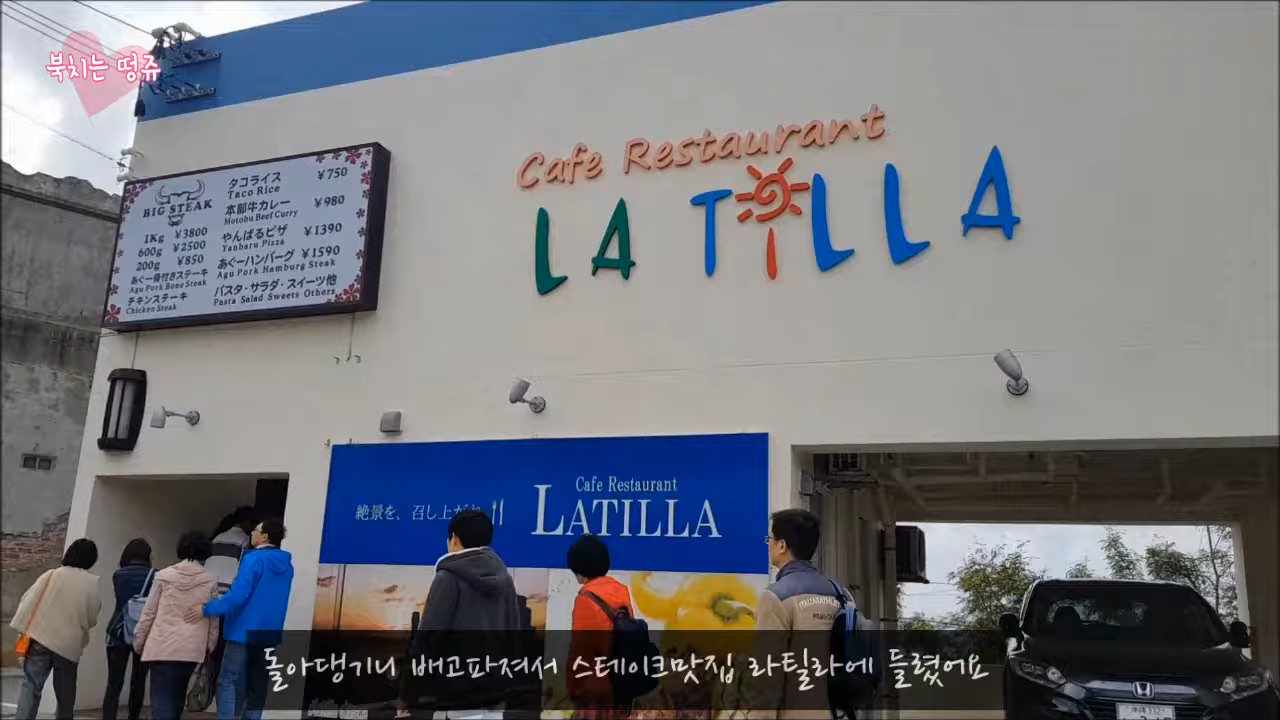 북치는 떵쥬
Cafe Restaurant
LA TILLA
BIG STEAK
1Kg ¥3800
600g ¥2500
200g ¥850
あぐー骨付きステーキ
Agu Pork Bone Steak
チキンステーキ
Chicken Steak
タコライス ¥750
Taco Rice
本部牛カレー ¥980
Motobu Beef Curry
やんばるピザ ¥1390
Yanbaru Pizza
あぐーハンバーグ ¥1590
Agu Pork Hamburg Steak
パスタ・サラダ・スイーツ他
Pasta Salad Sweets Others
絶景を、召し上がれ
Cafe Restaurant
LATILLA
돌아댕기니 배고파져서 스테이크맛집 라틸라에 들렸어요